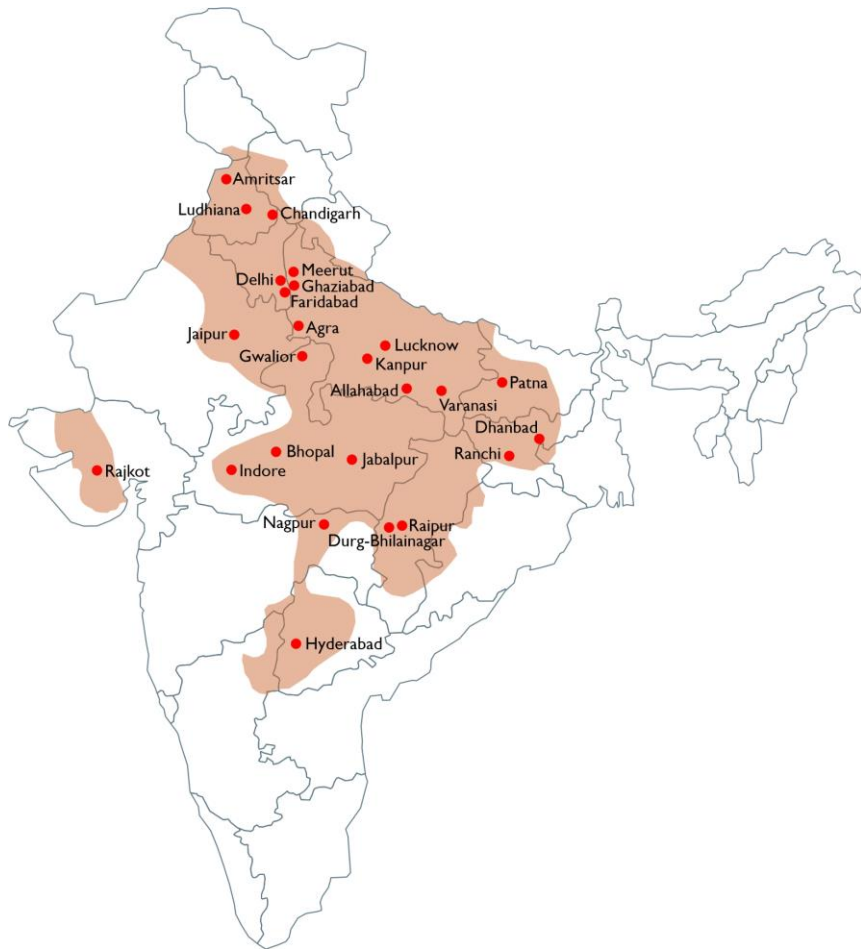 Amritsar
Ludhiana
Chandigarh
Meerut
Delhi
Ghaziabad
Faridabad
Agra
Jaipur
Lucknow
Gwalior
Kanpur
Patna
Allahabad
Varanasi
Dhanbad
Bhopal
Ranchi
Jabalpur
Indore
Rajkot
Nagpur
Raipur
Durg-Bhilainagar
Hyderabad